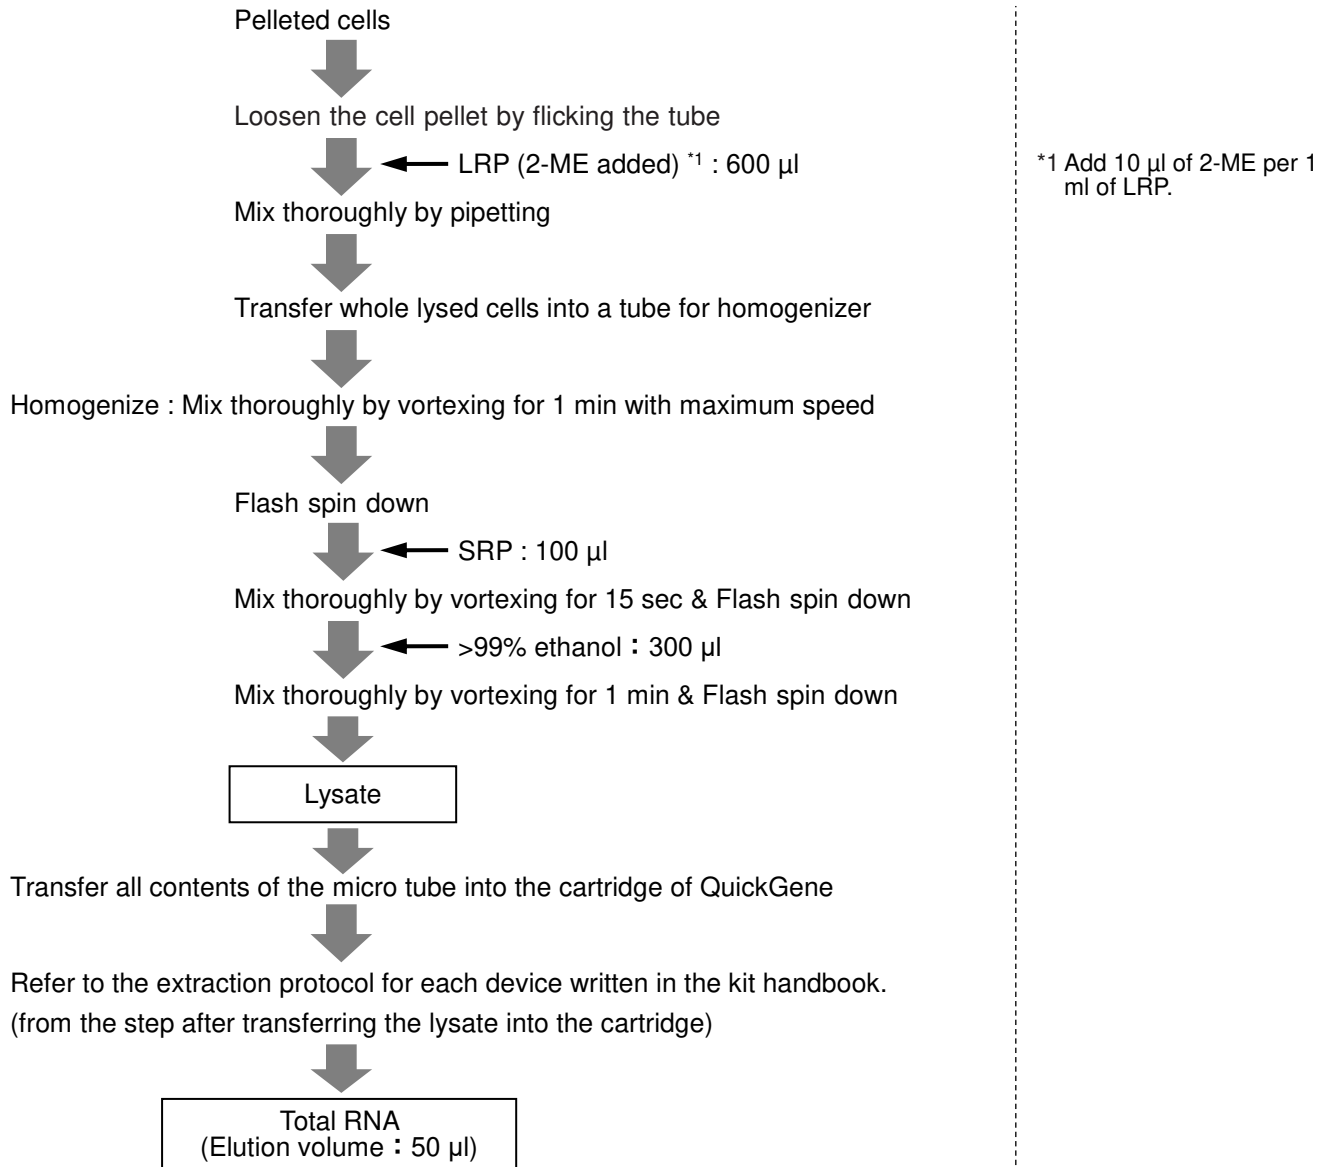 Pelleted cells
Loosen the cell pellet by flicking the tube
LRP (2-ME added) *1 : 600 µl
*1 Add 10 µl of 2-ME per 1
ml of LRP.
Mix thoroughly by pipetting
Transfer whole lysed cells into a tube for homogenizer
Homogenize : Mix thoroughly by vortexing for 1 min with maximum speed
Flash spin down
SRP : 100 µl
Mix thoroughly by vortexing for 15 sec & Flash spin down
>99% ethanol：300 µl
Mix thoroughly by vortexing for 1 min & Flash spin down
Lysate
Transfer all contents of the micro tube into the cartridge of QuickGene
Refer to the extraction protocol for each device written in the kit handbook.
(from the step after transferring the lysate into the cartridge)
Total RNA
(Elution volume：50 µl)